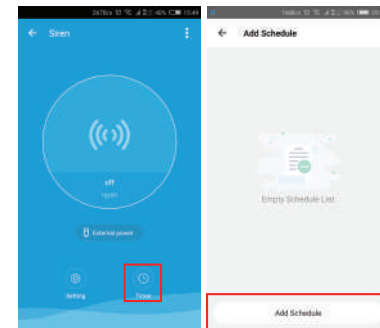 Siren
off
External power
Setting
Timer
Add Schedule
Empty Schedule List
Add Schedule